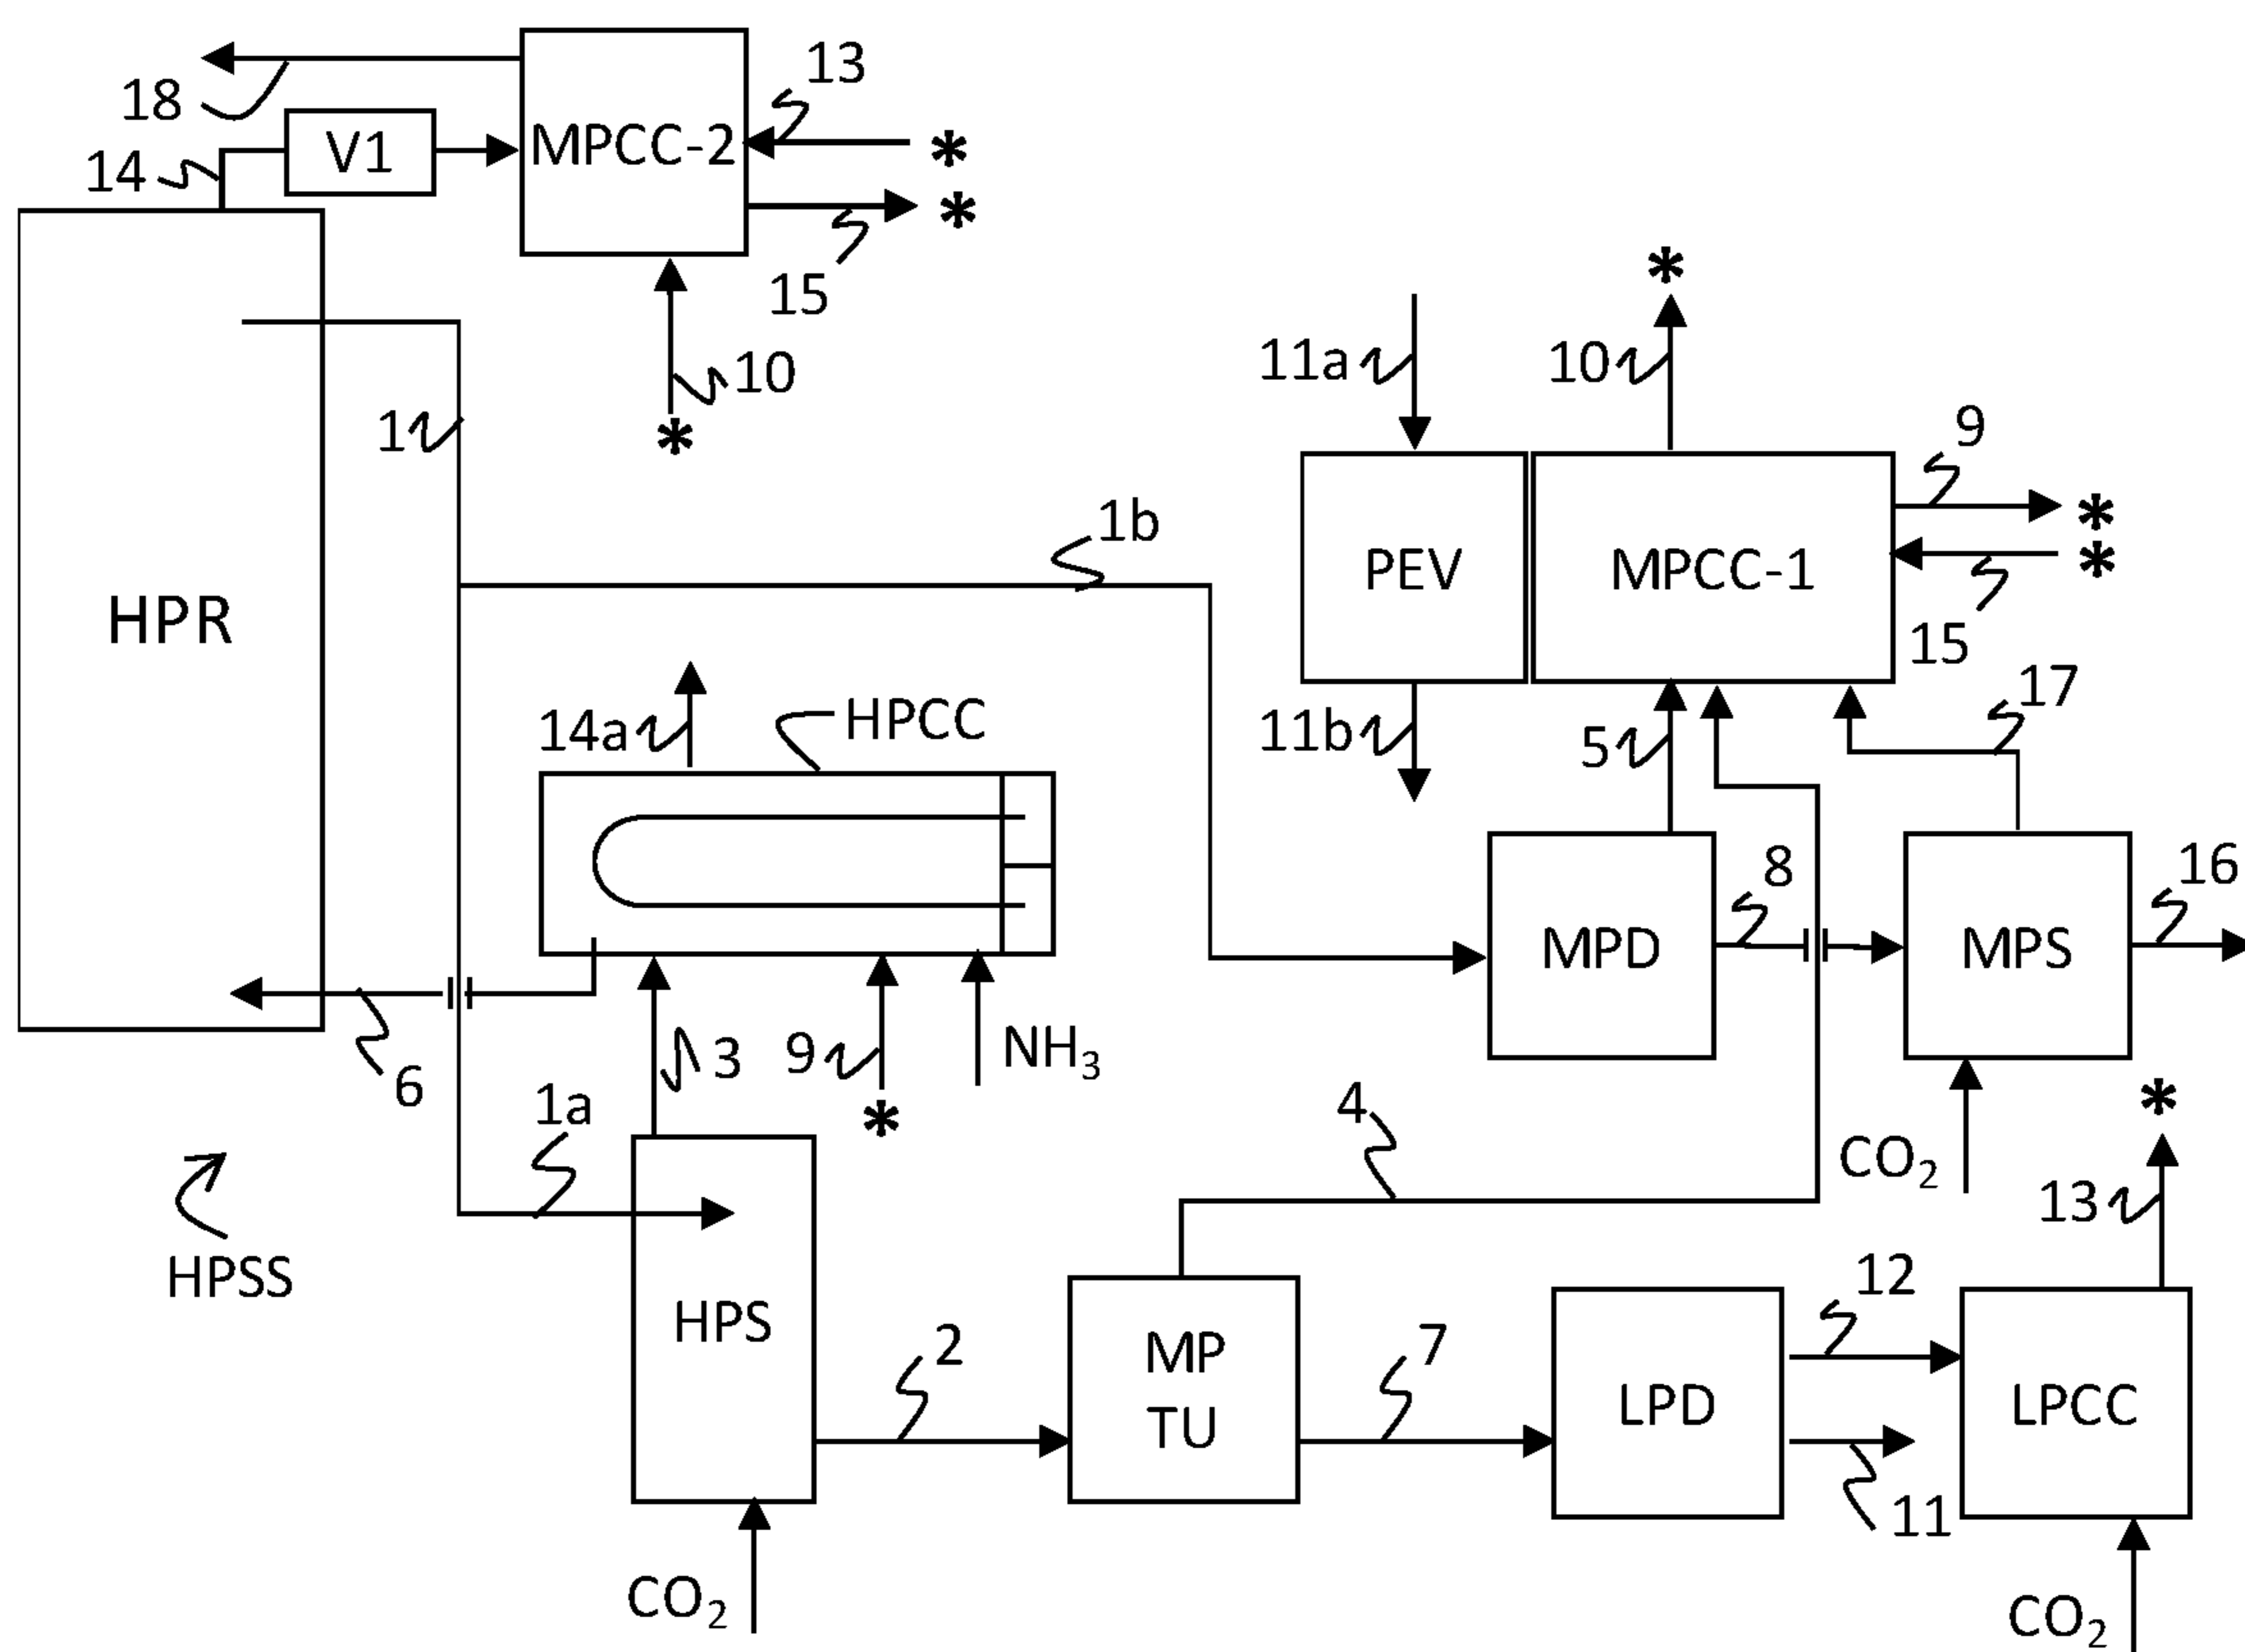 13
18
V1
MPCC-2
14
15
10
*
*
*
*
11a
10
9
1
1b
*
*
HPR
PEV
MPCC-1
15
17
14a
HPCC
11b
5
8
16
MPD
MPS
3
9
NH3
6
1a
*
4
*
CO2
13
HPSS
12
HPS
2
MP
TU
7
LPD
LPCC
11
CO2
CO2